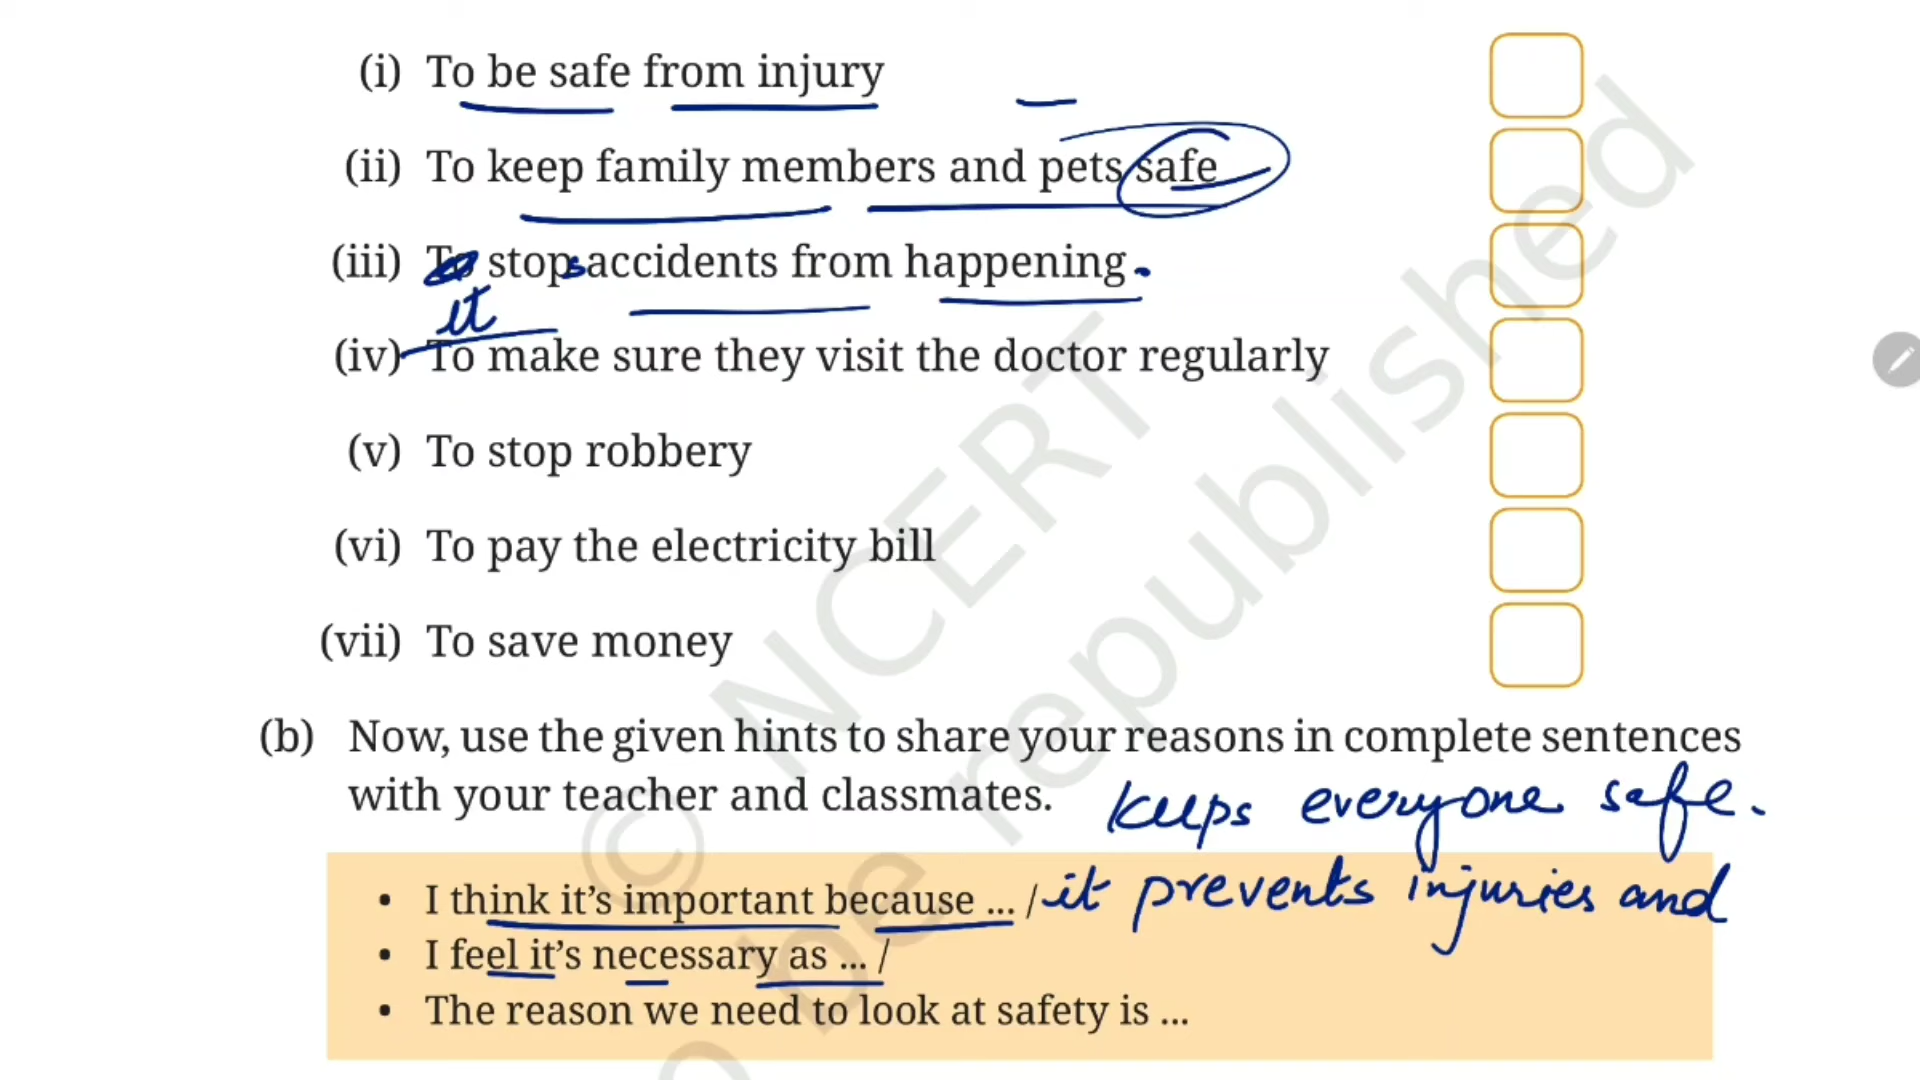 (i) To be safe from injury
(ii) To keep family members and pets safe
(iii) To stops accidents from happening.
it
(iv) To make sure they visit the doctor regularly
(v) To stop robbery
(vi) To pay the electricity bill
(vii) To save money
(b) Now, use the given hints to share your reasons in complete sentences
with your teacher and classmates. keeps everyone safe.
• I think it's important because ... / it prevents injuries and
• I feel it's necessary as ... /
• The reason we need to look at safety is ...
© NCERT
be republished